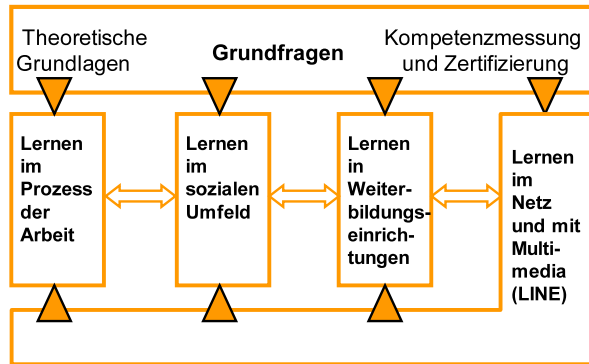 Theoretische
Grundlagen
Grundfragen
Kompetenzmessung
und Zertifizierung
Lernen
im
Prozess
der
Arbeit
Lernen
im
sozialen
Umfeld
Lernen
in
Weiter-
bildungs-
einrich-
tungen
Lernen
im
Netz
und mit
Multi-
media
(LINE)